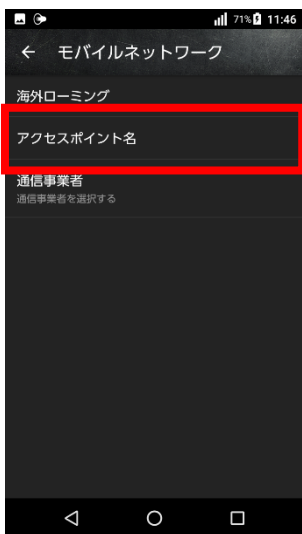 71% 11:46
モバイルネットワーク
海外ローミング
アクセスポイント名
通信事業者
通信事業者を選択する